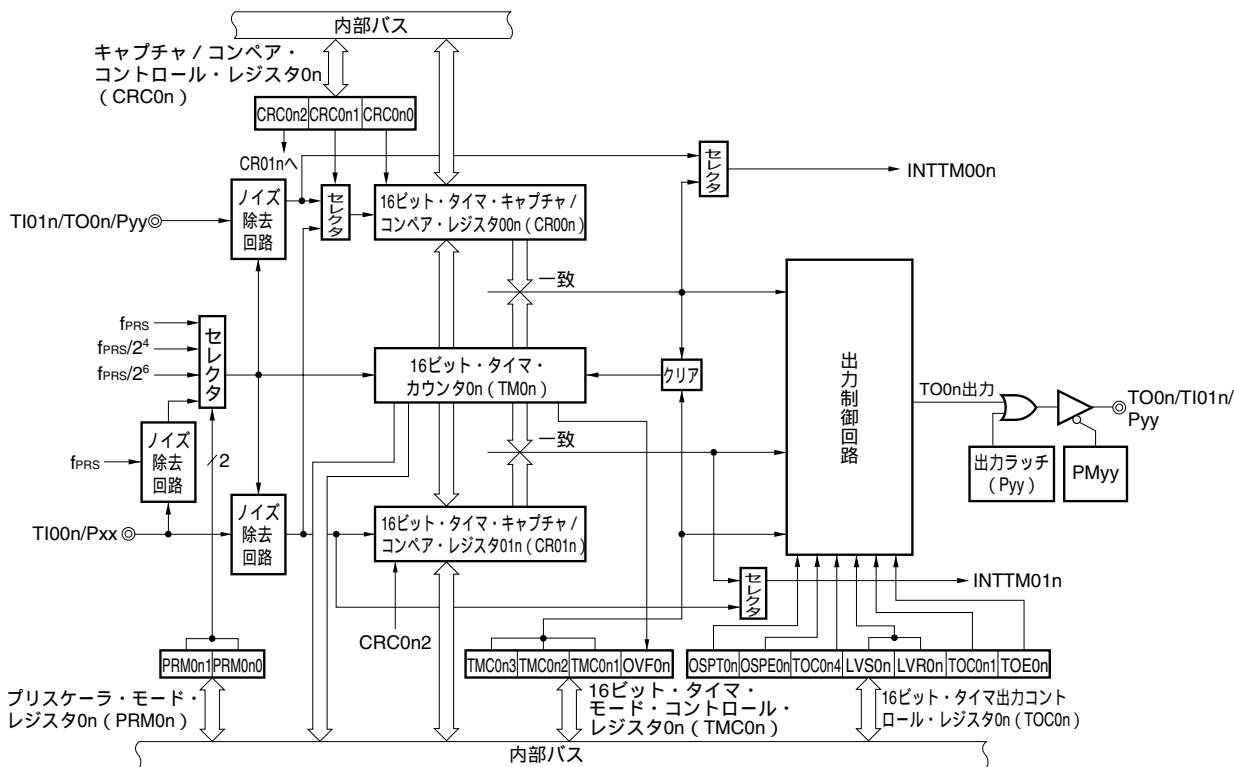 内部バス
キャプチャ / コンペア・
コントロール・レジスタ0n
（CRC0n）
CRC0n2 CRC0n1 CRC0n0
CR01nへ
セレクタ
INTTM00n
TI01n/TO0n/Pyy
ノイズ
除去
回路
セレクタ
16ビット・タイマ・キャプチャ /
コンペア・レジスタ00n（CR00n）
一致
fPRS
fPRS/2⁴
fPRS/2⁶
セレクタ
16ビット・タイマ・
カウンタ0n（TM0n）
クリア
出力制御回路
TO0n出力
TO0n/TI01n/
Pyy
出力ラッチ
（Pyy）
PMyy
fPRS
ノイズ
除去
回路
2
一致
TI00n/Pxx
ノイズ
除去
回路
16ビット・タイマ・キャプチャ /
コンペア・レジスタ01n（CR01n）
セレクタ
INTTM01n
CRC0n2
PRM0n1 PRM0n0
TMC0n3 TMC0n2 TMC0n1 OVF0n
OSPT0n OSPE0n TOC0n4 LVS0n LVR0n TOC0n1 TOE0n
プリスケーラ・モード・
レジスタ0n（PRM0n）
16ビット・タイマ・
モード・コントロール・
レジスタ0n（TMC0n）
16ビット・タイマ出力コント
ロール・レジスタ0n（TOC0n）
内部バス